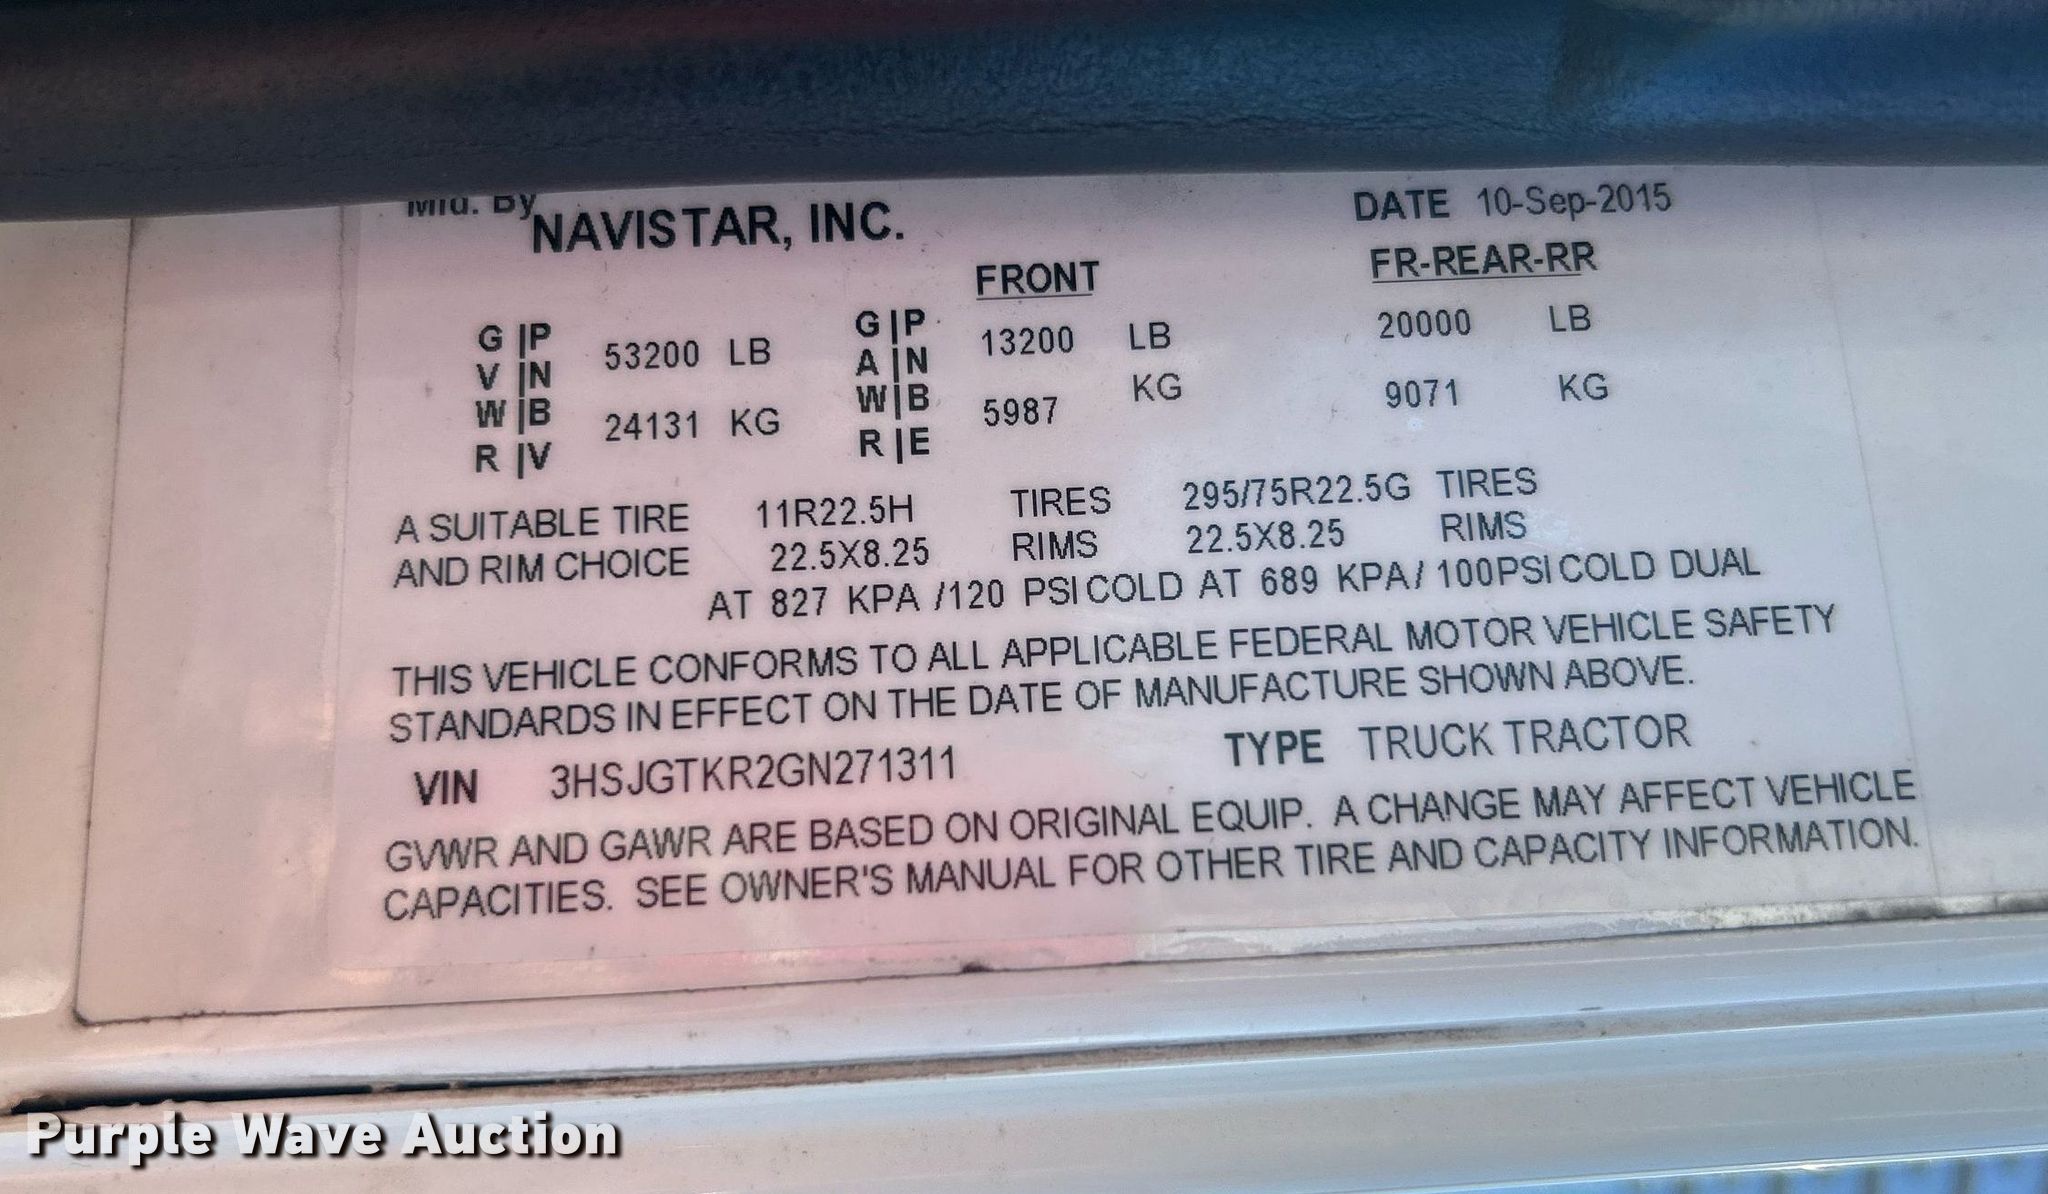 Mfd. By NAVISTAR, INC. DATE 10-Sep-2015
FRONT FR-REAR-RR
G|P 53200 LB G|P 13200 LB 20000 LB
V|N A|N
W|B 24131 KG W|B 5987 KG 9071 KG
R|V R|E
A SUITABLE TIRE 11R22.5H TIRES 295/75R22.5G TIRES
AND RIM CHOICE 22.5X8.25 RIMS 22.5X8.25 RIMS
AT 827 KPA /120 PSI COLD AT 689 KPA/ 100PSI COLD DUAL
THIS VEHICLE CONFORMS TO ALL APPLICABLE FEDERAL MOTOR VEHICLE SAFETY
STANDARDS IN EFFECT ON THE DATE OF MANUFACTURE SHOWN ABOVE.
VIN 3HSJGTKR2GN271311 TYPE TRUCK TRACTOR
GVWR AND GAWR ARE BASED ON ORIGINAL EQUIP. A CHANGE MAY AFFECT VEHICLE
CAPACITIES. SEE OWNER'S MANUAL FOR OTHER TIRE AND CAPACITY INFORMATION.
Purple Wave Auction